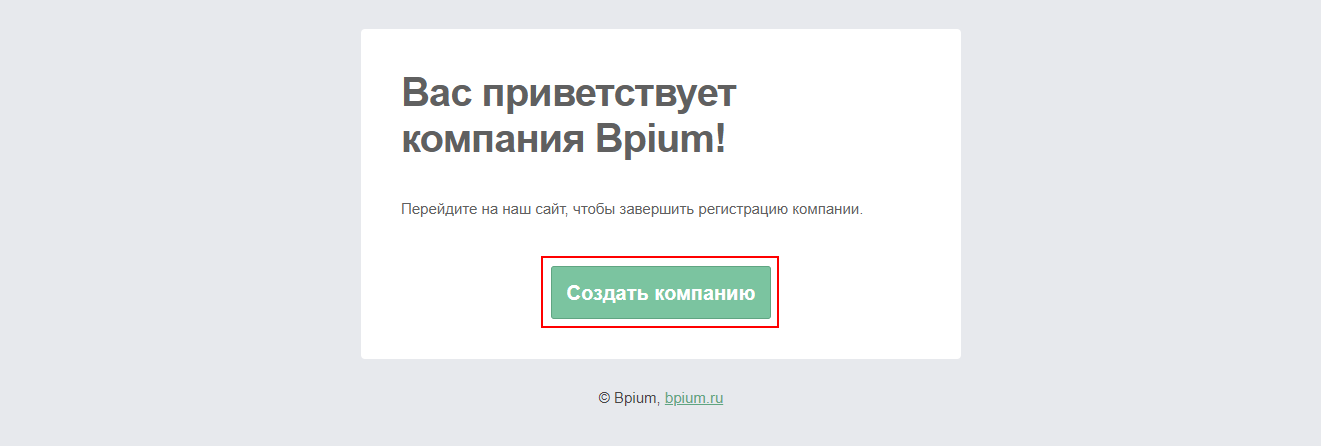 Вас приветствует
компания Bpium!
Перейдите на наш сайт, чтобы завершить регистрацию компании.
Создать компанию
© Bpium, bpium.ru